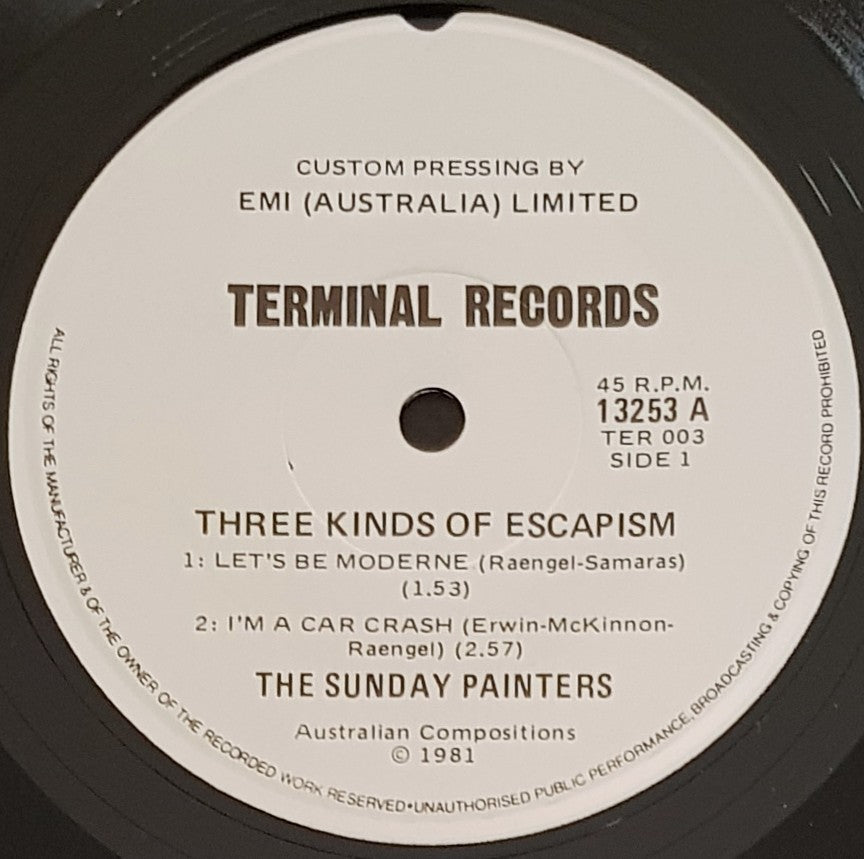 CUSTOM PRESSING BY
EMI (AUSTRALIA) LIMITED
TERMINAL RECORDS
45 R.P.M.
13253 A
TER 003
SIDE 1
THREE KINDS OF ESCAPISM
1: LET'S BE MODERNE (Raengel-Samaras)
(1.53)
2: I'M A CAR CRASH (Erwin-McKinnon-
Raengel) (2.57)
THE SUNDAY PAINTERS
Australian Compositions
© 1981
ALL RIGHTS OF THE MANUFACTURER & OF THE OWNER OF THE RECORDED WORK RESERVED•UNAUTHORISED PUBLIC PERFORMANCE, BROADCASTING & COPYING OF THIS RECORD PROHIBITED